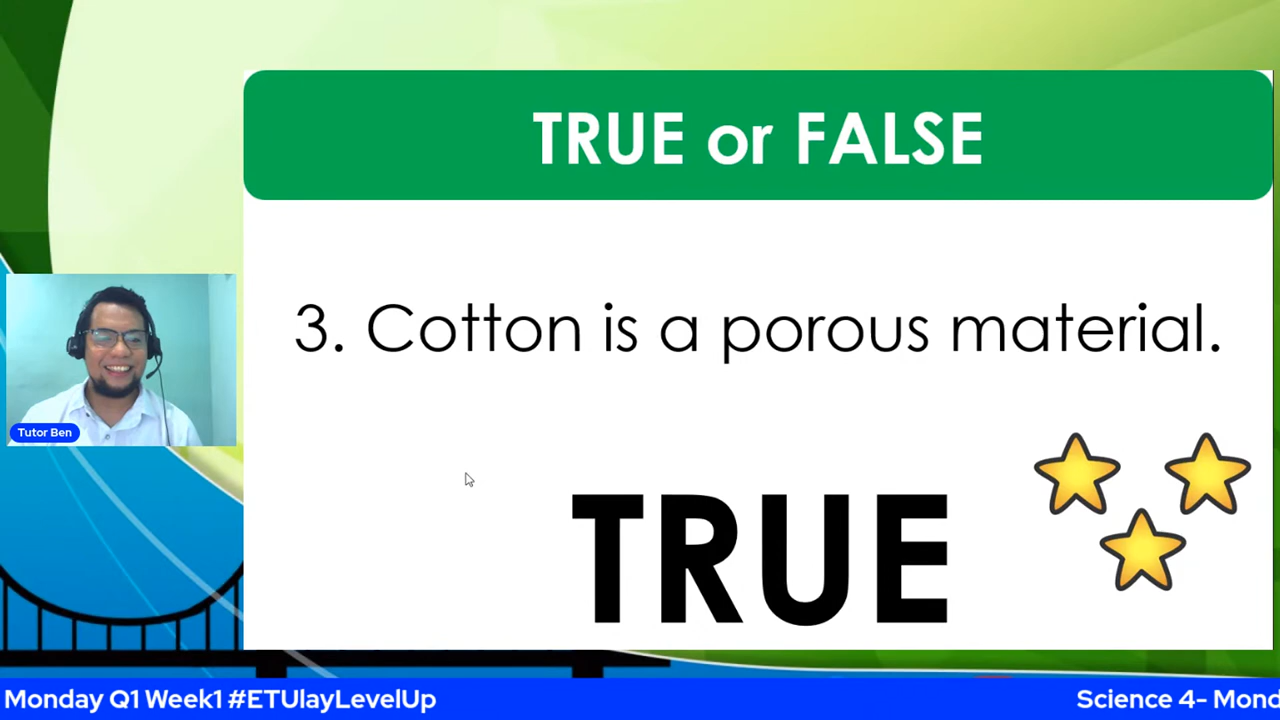 TRUE or FALSE
3. Cotton is a porous material.
Tutor Ben
TRUE
Monday Q1 Week1 #ETUlayLevelUp
Science 4- Mond